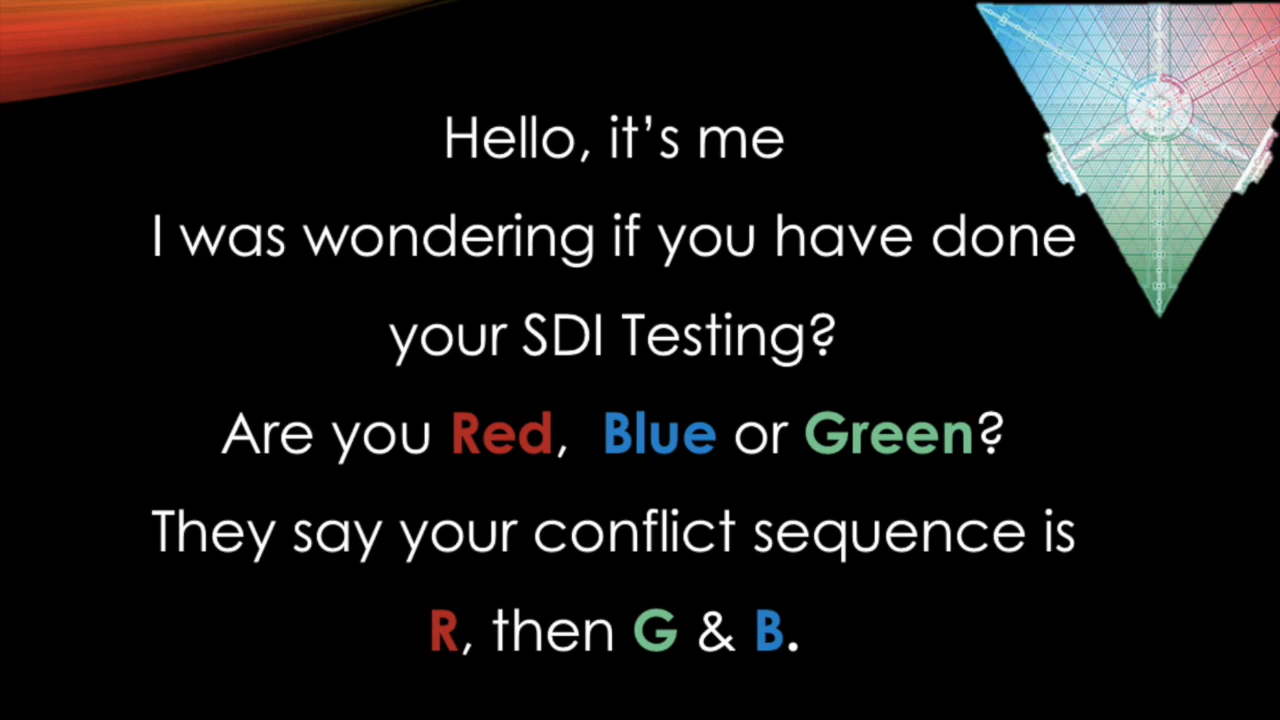 Hello, it's me
I was wondering if you have done
your SDI Testing?
Are you Red, Blue or Green?
They say your conflict sequence is
R, then G & B.